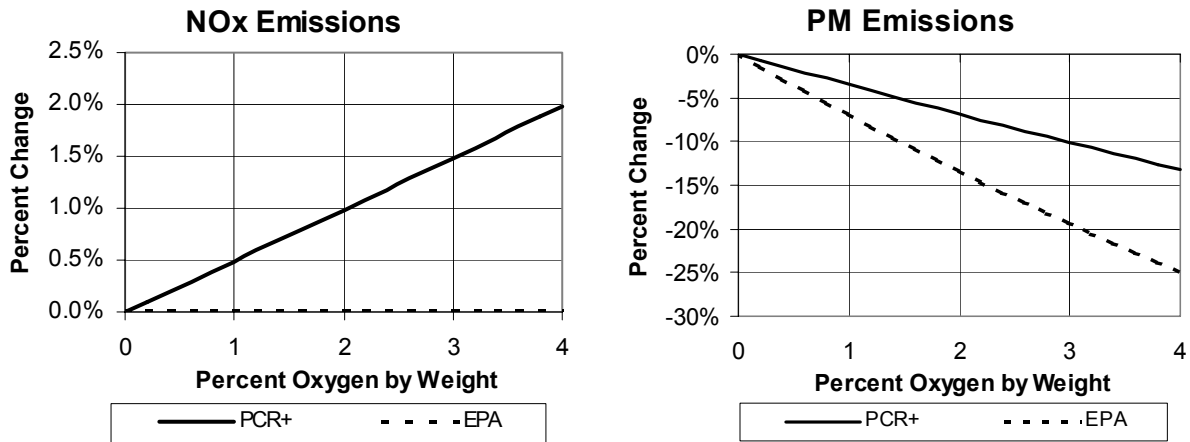 NOx Emissions
Percent Change
2.5%
2.0%
1.5%
1.0%
0.5%
0.0%
0 1 2 3 4
Percent Oxygen by Weight
PCR+ EPA
PM Emissions
Percent Change
0%
-5%
-10%
-15%
-20%
-25%
-30%
0 1 2 3 4
Percent Oxygen by Weight
PCR+ EPA